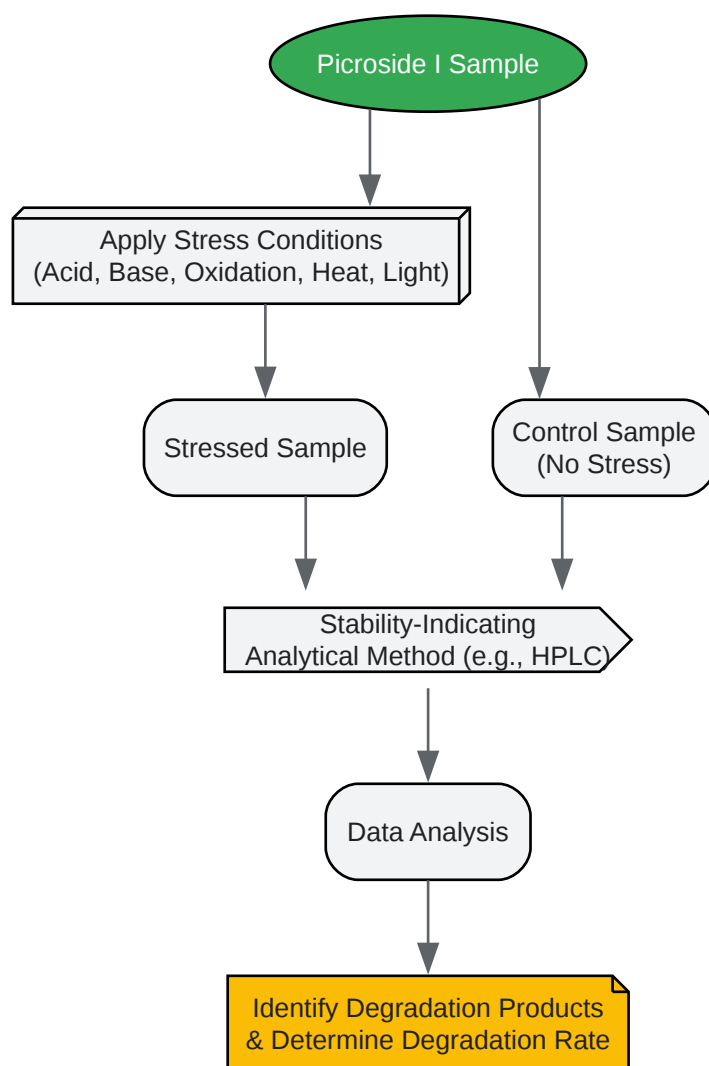 Picroside I Sample
Apply Stress Conditions
(Acid, Base, Oxidation, Heat, Light)
Stressed Sample
Control Sample
(No Stress)
Stability-Indicating
Analytical Method (e.g., HPLC)
Data Analysis
Identify Degradation Products
& Determine Degradation Rate